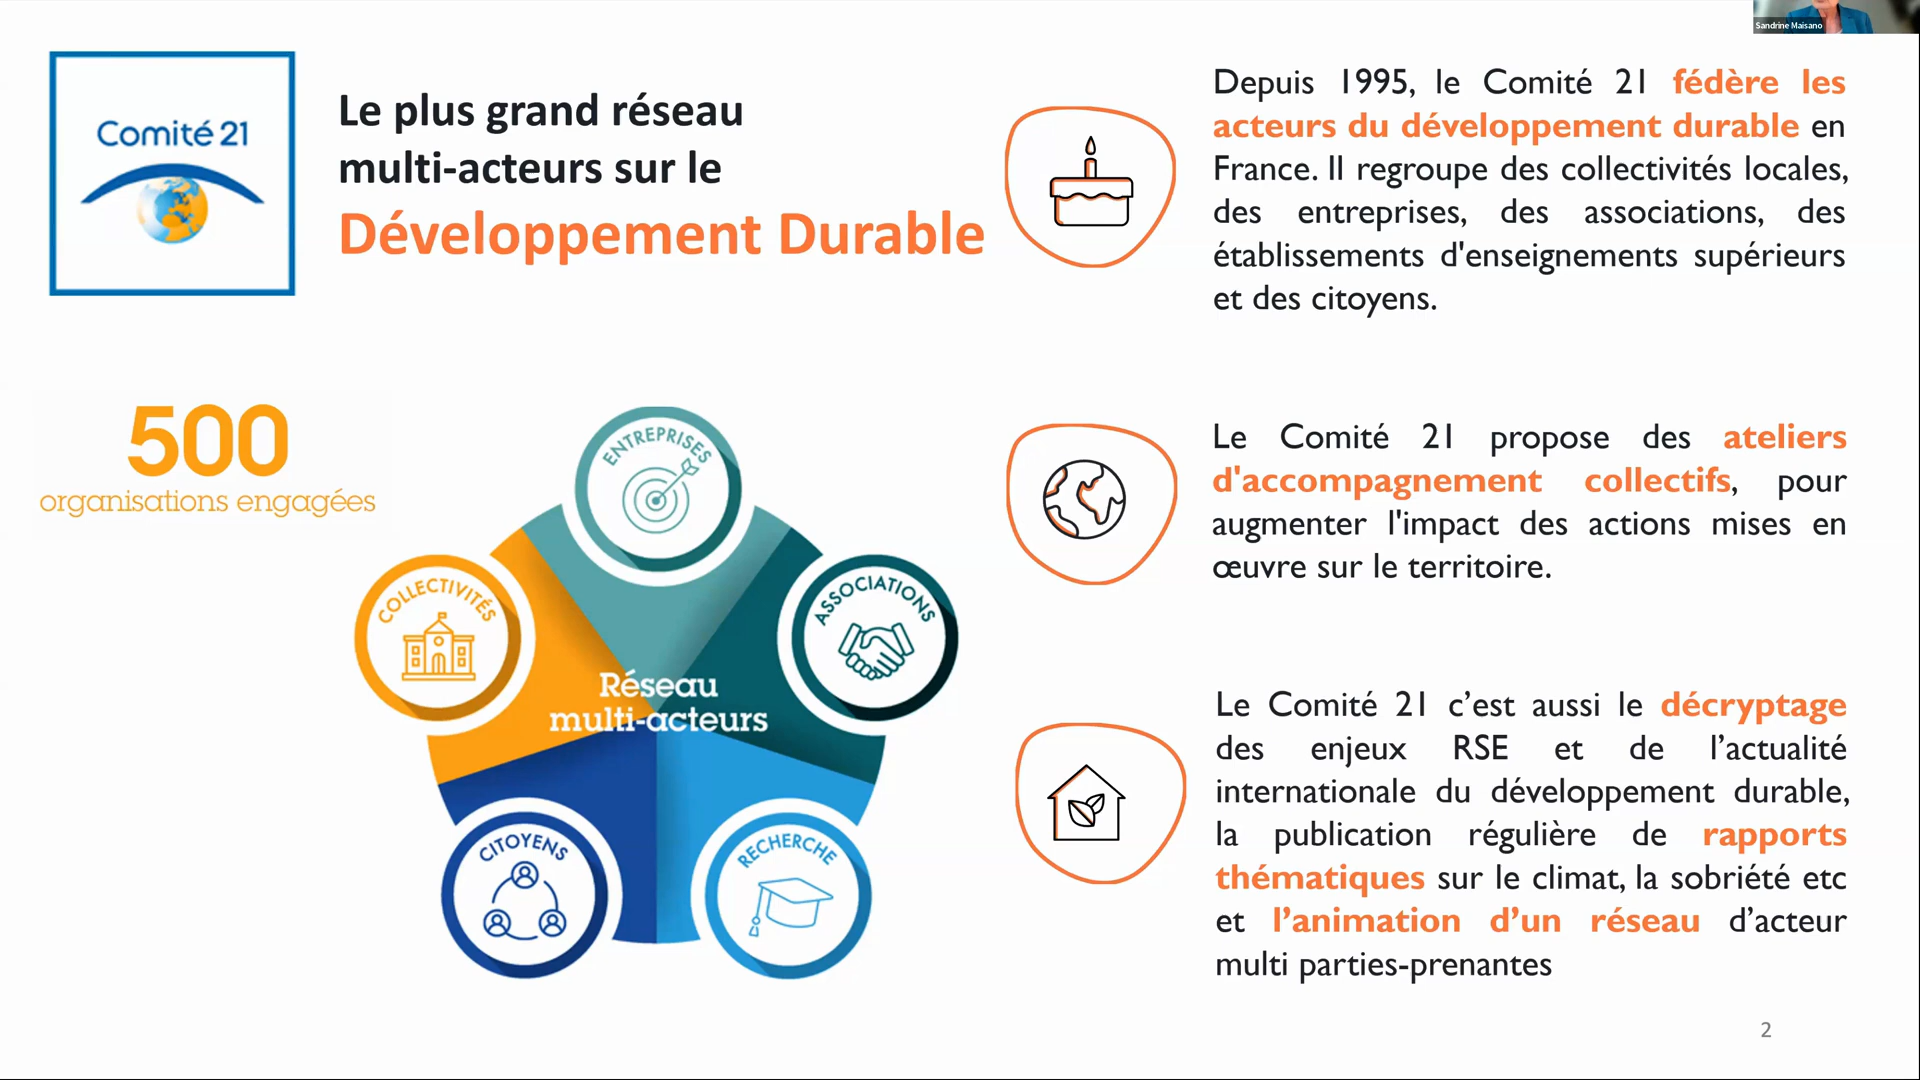 Sandrine Maisano
Comité 21
Le plus grand réseau
multi-acteurs sur le
Développement Durable
Depuis 1995, le Comité 21 fédère les
acteurs du développement durable en
France. Il regroupe des collectivités locales,
des entreprises, des associations, des
établissements d'enseignements supérieurs
et des citoyens.
500
organisations engagées
ENTREPRISES
COLLECTIVITÉS
ASSOCIATIONS
Réseau
multi-acteurs
CITOYENS
RECHERCHE
Le Comité 21 propose des ateliers
d'accompagnement collectifs, pour
augmenter l'impact des actions mises en
œuvre sur le territoire.
Le Comité 21 c’est aussi le décryptage
des enjeux RSE et de l’actualité
internationale du développement durable,
la publication régulière de rapports
thématiques sur le climat, la sobriété etc
et l’animation d’un réseau d’acteur
multi parties-prenantes
2